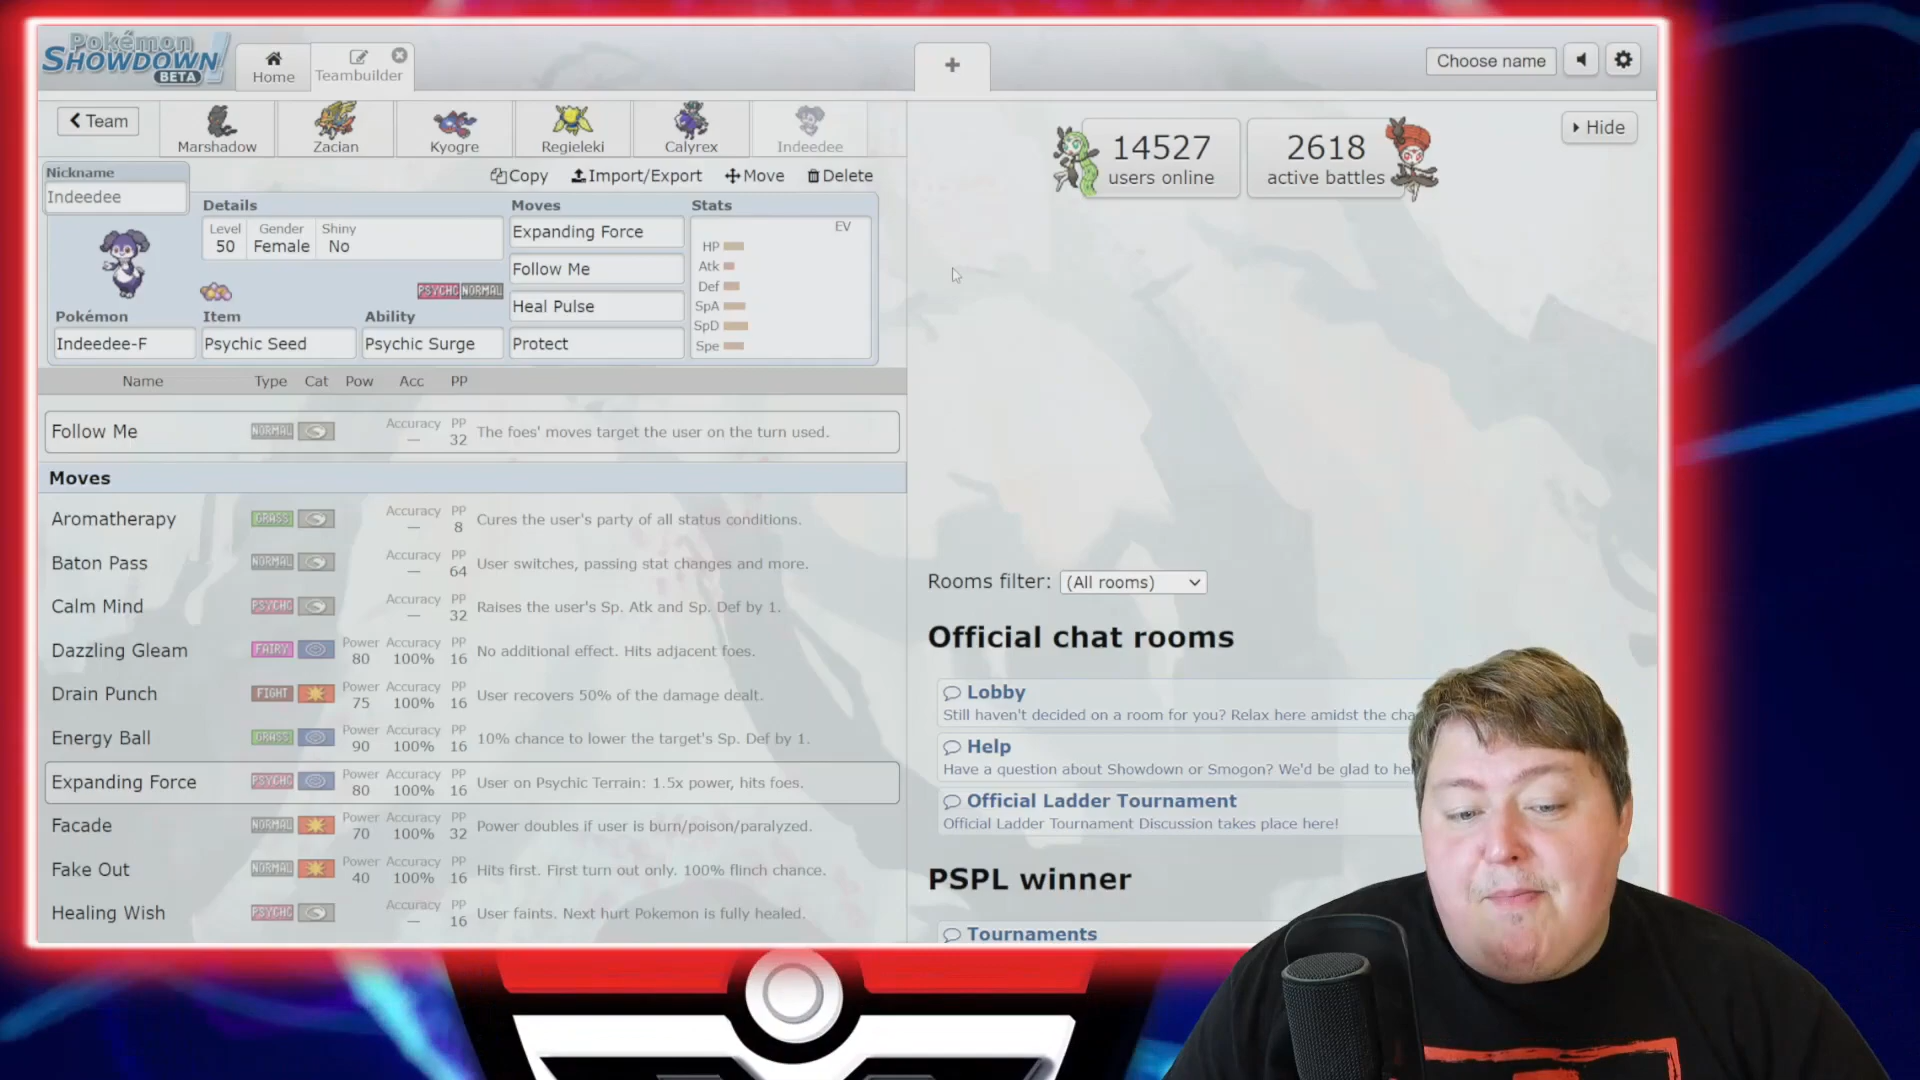 Pokémon
SHOWDOWN!
BETA
Home
Teambuilder
+
Choose name
Team
Marshadow
Zacian
Kyogre
Regieleki
Calyrex
Indeedee
14527
users online
2618
active battles
Hide
Nickname
Indeedee
Copy
Import/Export
Move
Delete
Details
Moves
Stats
Level
50
Gender
Female
Shiny
No
Expanding Force
Follow Me
Heal Pulse
Protect
EV
HP
Atk
Def
SpA
SpD
Spe
PSYCHC NORMAL
Pokémon
Item
Ability
Indeedee-F
Psychic Seed
Psychic Surge
Name Type Cat Pow Acc PP
Follow Me NORMAL Accuracy — PP 32 The foes' moves target the user on the turn used.
Moves
Aromatherapy GRASS Accuracy — PP 8 Cures the user's party of all status conditions.
Baton Pass NORMAL Accuracy — PP 64 User switches, passing stat changes and more.
Calm Mind PSYCHC Accuracy — PP 32 Raises the user's Sp. Atk and Sp. Def by 1.
Dazzling Gleam FAIRY Power 80 Accuracy 100% PP 16 No additional effect. Hits adjacent foes.
Drain Punch FIGHT Power 75 Accuracy 100% PP 16 User recovers 50% of the damage dealt.
Energy Ball GRASS Power 90 Accuracy 100% PP 16 10% chance to lower the target's Sp. Def by 1.
Expanding Force PSYCHC Power 80 Accuracy 100% PP 16 User on Psychic Terrain: 1.5x power, hits foes.
Facade NORMAL Power 70 Accuracy 100% PP 32 Power doubles if user is burn/poison/paralyzed.
Fake Out NORMAL Power 40 Accuracy 100% PP 16 Hits first. First turn out only. 100% flinch chance.
Healing Wish PSYCHC Accuracy — PP 16 User faints. Next hurt Pokemon is fully healed.
Rooms filter: (All rooms)
Official chat rooms
Lobby
Still haven't decided on a room for you? Relax here amidst the cha
Help
Have a question about Showdown or Smogon? We'd be glad to hel
Official Ladder Tournament
Official Ladder Tournament Discussion takes place here!
PSPL winner
Tournaments